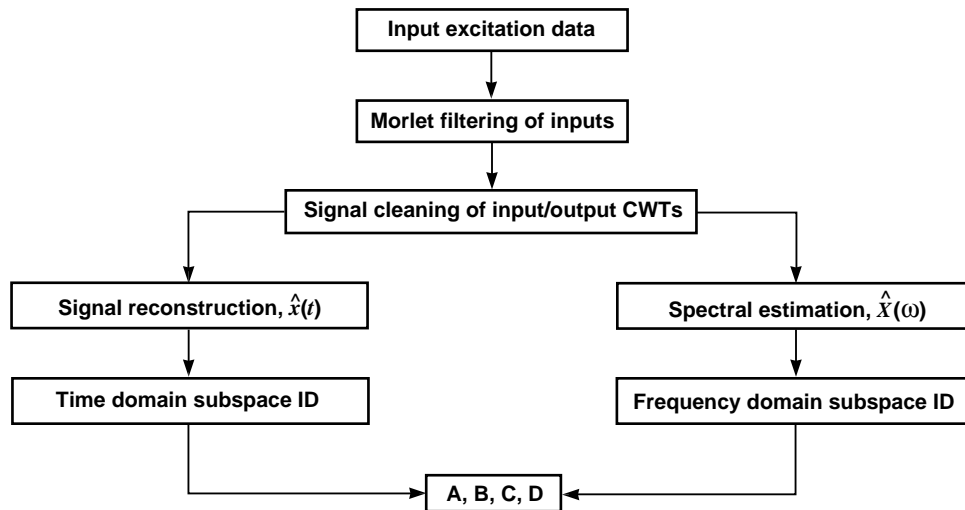 Input excitation data
Morlet filtering of inputs
Signal cleaning of input/output CWTs
Signal reconstruction, x̂(t)
Spectral estimation, X̂(ω)
Time domain subspace ID
Frequency domain subspace ID
A, B, C, D